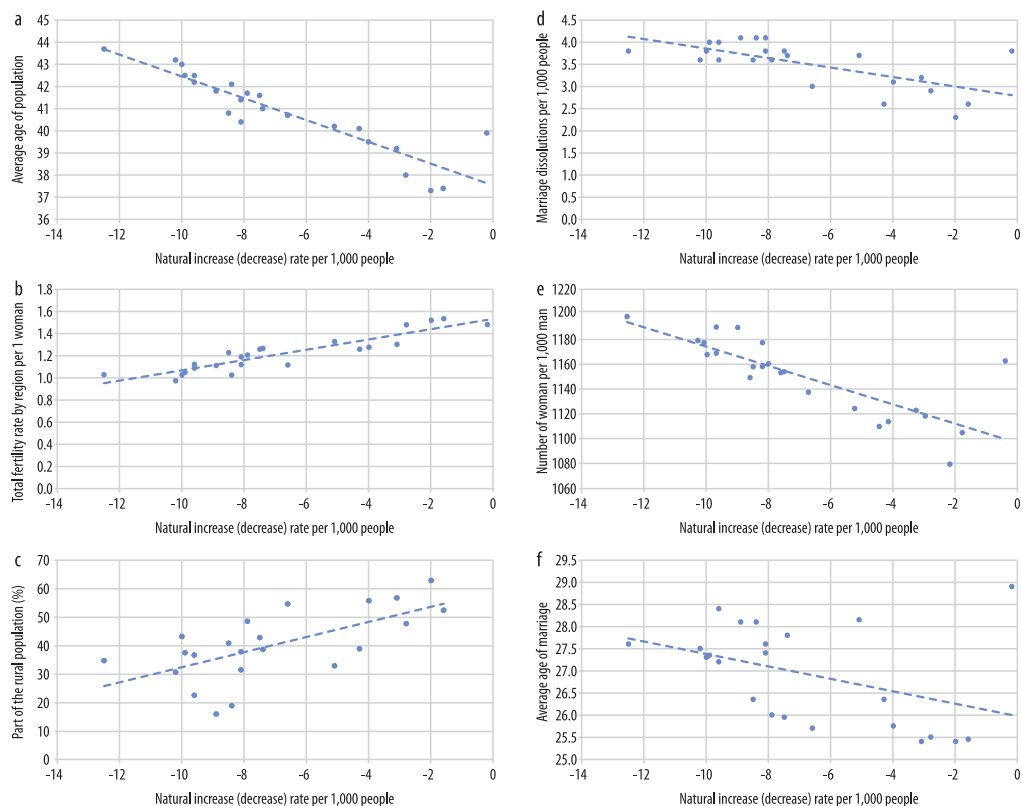 a
Average age of population
45
44
43
42
41
40
39
38
37
36
–14 –12 –10 –8 –6 –4 –2 0
Natural increase (decrease) rate per 1,000 people
b
Total fertility rate by region per 1 woman
1.8
1.6
1.4
1.2
1.0
0.8
0.6
0.4
0.2
0.0
–14 –12 –10 –8 –6 –4 –2 0
Natural increase (decrease) rate per 1,000 people
c
Part of the rural population (%)
70
60
50
40
30
20
10
0
–14 –12 –10 –8 –6 –4 –2 0
Natural increase (decrease) rate per 1,000 people
d
Marriage dissolutions per 1,000 people
4.5
4.0
3.5
3.0
2.5
2.0
1.5
1.0
0.5
0.0
–14 –12 –10 –8 –6 –4 –2 0
Natural increase (decrease) rate per 1,000 people
e
Number of woman per 1,000 man
1220
1200
1180
1160
1140
1120
1100
1080
1060
–14 –12 –10 –8 –6 –4 –2 0
Natural increase (decrease) rate per 1,000 people
f
Average age of marriage
29.5
29.0
28.5
28.0
27.5
27.0
26.5
26.0
25.5
25.0
–14 –12 –10 –8 –6 –4 –2 0
Natural increase (decrease) rate per 1,000 people